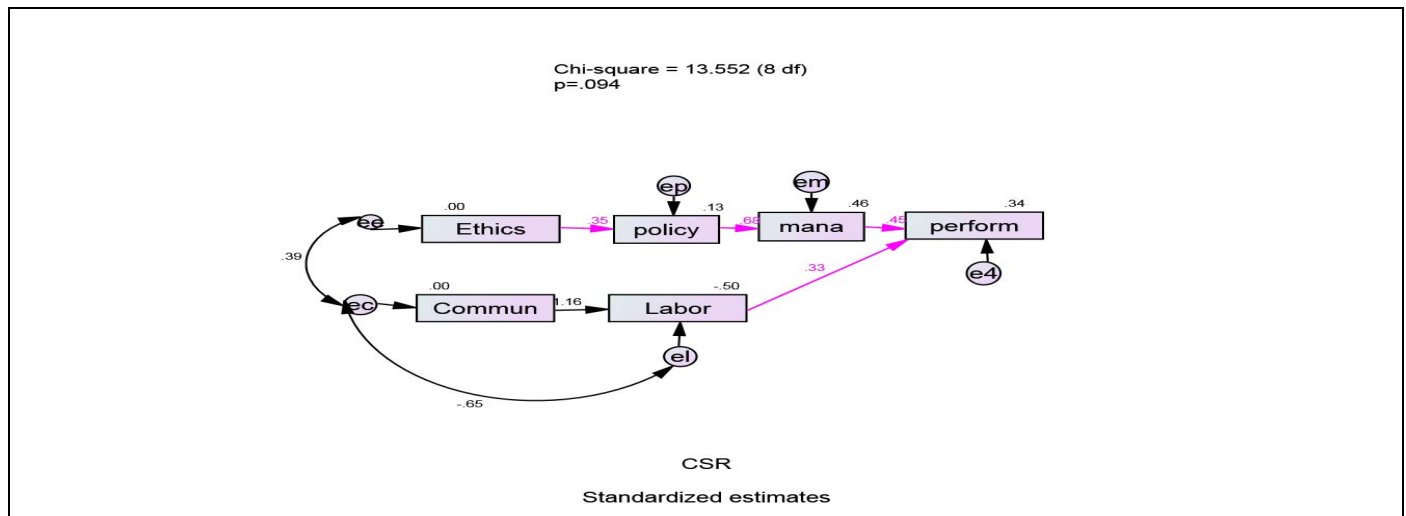 Chi-square = 13.552 (8 df)
p=.094
ep
em
.00
.13
.46
.34
ee
Ethics
.35
policy
.68
mana
.45
perform
.39
e4
.33
.00
-.50
ec
Commun
1.16
Labor
el
-.65
CSR
Standardized estimates